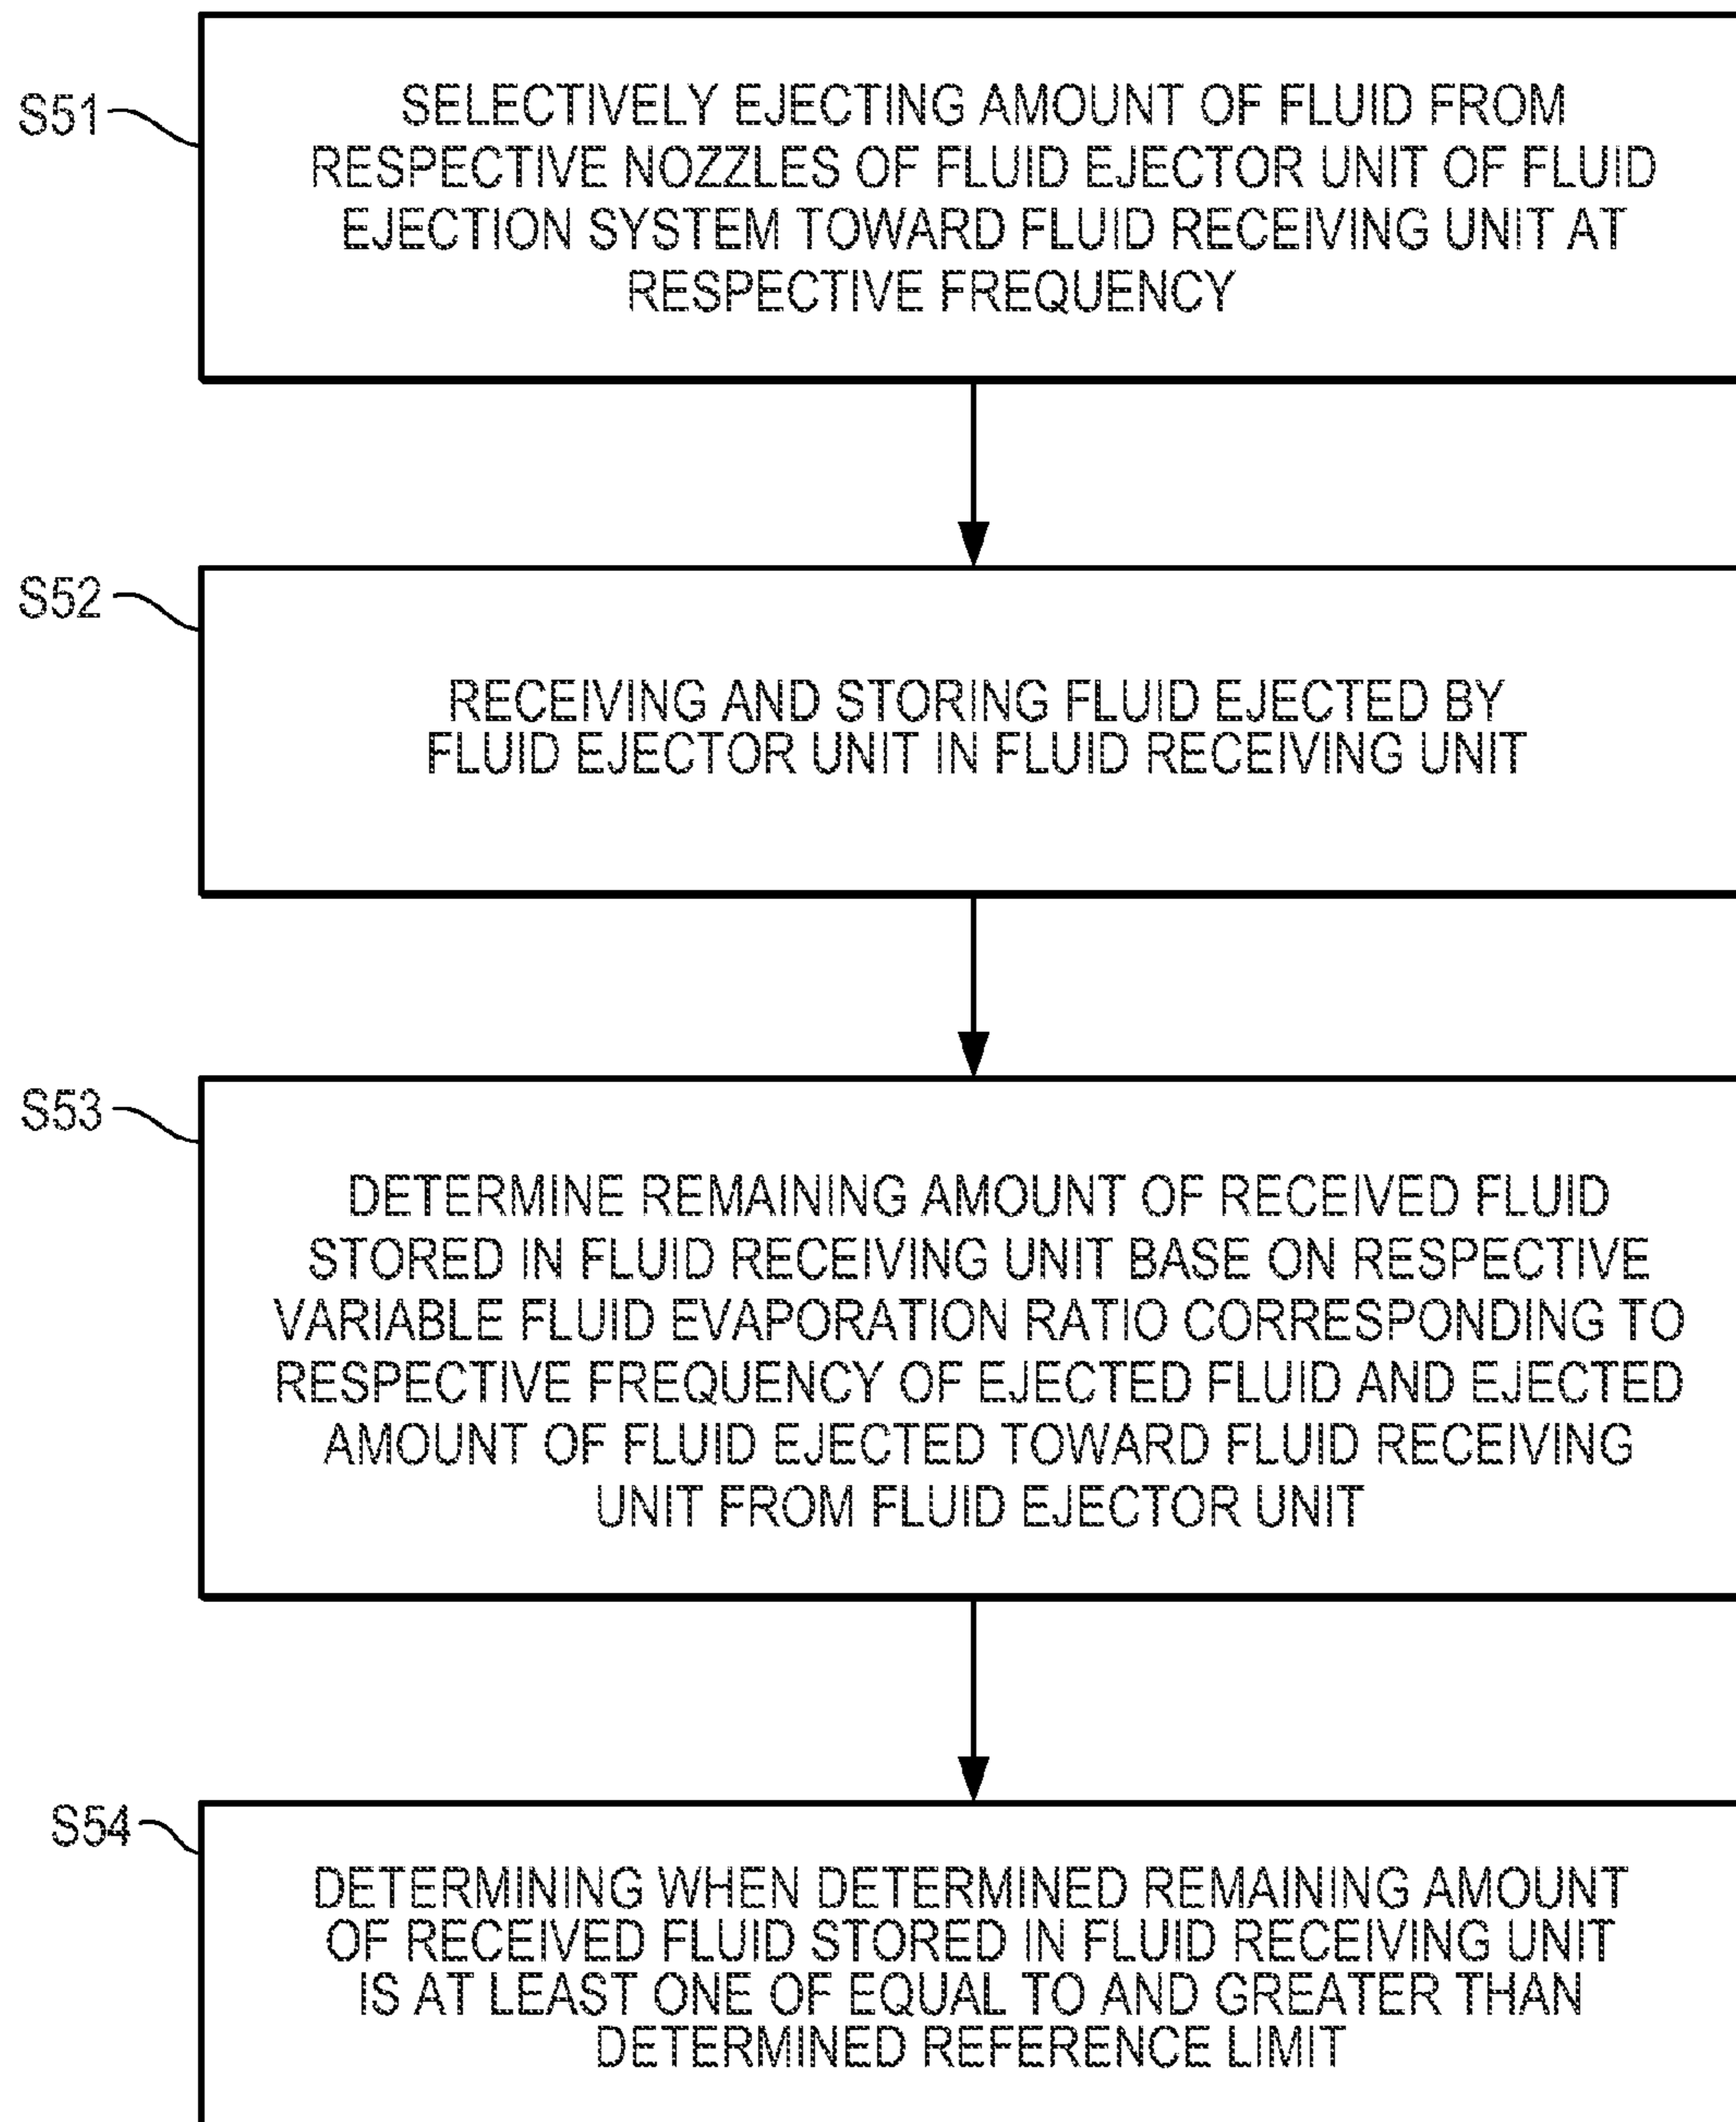 S51
SELECTIVELY EJECTING AMOUNT OF FLUID FROM
RESPECTIVE NOZZLES OF FLUID EJECTOR UNIT OF FLUID
EJECTION SYSTEM TOWARD FLUID RECEIVING UNIT AT
RESPECTIVE FREQUENCY
S52
RECEIVING AND STORING FLUID EJECTED BY
FLUID EJECTOR UNIT IN FLUID RECEIVING UNIT
S53
DETERMINE REMAINING AMOUNT OF RECEIVED FLUID
STORED IN FLUID RECEIVING UNIT BASE ON RESPECTIVE
VARIABLE FLUID EVAPORATION RATIO CORRESPONDING TO
RESPECTIVE FREQUENCY OF EJECTED FLUID AND EJECTED
AMOUNT OF FLUID EJECTED TOWARD FLUID RECEIVING
UNIT FROM FLUID EJECTOR UNIT
S54
DETERMINING WHEN DETERMINED REMAINING AMOUNT
OF RECEIVED FLUID STORED IN FLUID RECEIVING UNIT
IS AT LEAST ONE OF EQUAL TO AND GREATER THAN
DETERMINED REFERENCE LIMIT